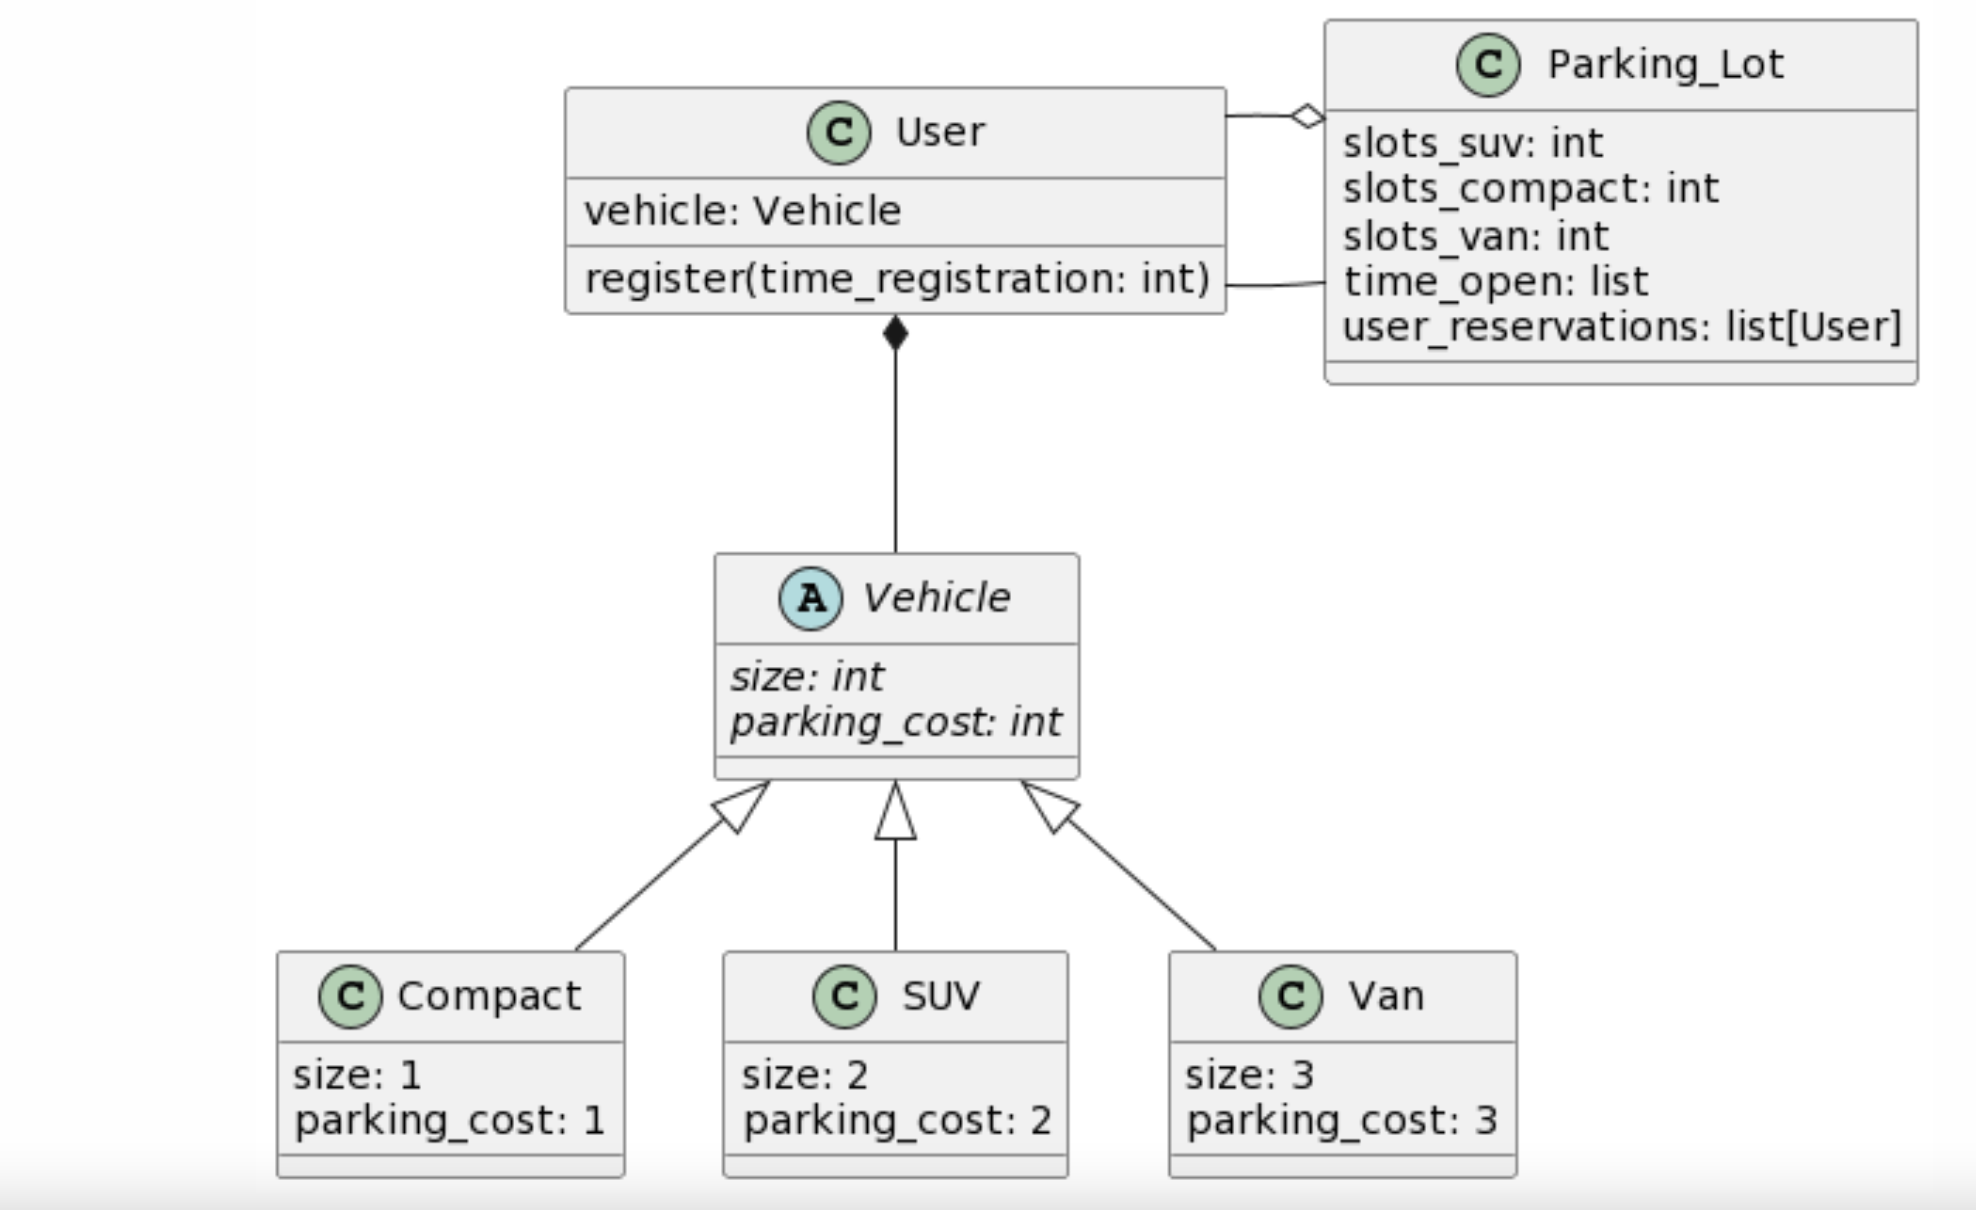 C User
vehicle: Vehicle
register(time_registration: int)
C Parking_Lot
slots_suv: int
slots_compact: int
slots_van: int
time_open: list
user_reservations: list[User]
A Vehicle
size: int
parking_cost: int
C Compact
size: 1
parking_cost: 1
C SUV
size: 2
parking_cost: 2
C Van
size: 3
parking_cost: 3